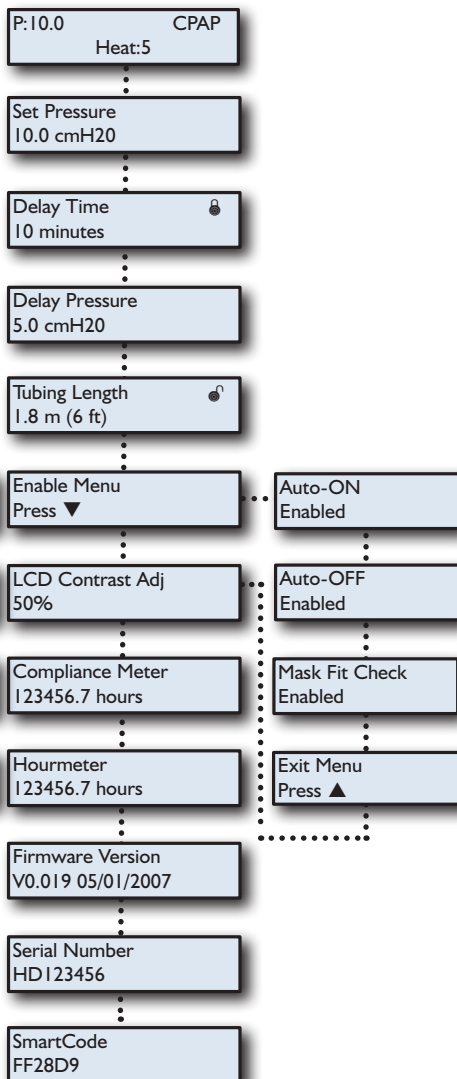 P:10.0 CPAP
Heat:5
Set Pressure
10.0 cmH20
Delay Time
10 minutes
Delay Pressure
5.0 cmH20
Tubing Length
1.8 m (6 ft)
Enable Menu
Press ▼
Auto-ON
Enabled
Auto-OFF
Enabled
Mask Fit Check
Enabled
Exit Menu
Press ▲
LCD Contrast Adj
50%
Compliance Meter
123456.7 hours
Hourmeter
123456.7 hours
Firmware Version
V0.019 05/01/2007
Serial Number
HD123456
SmartCode
FF28D9